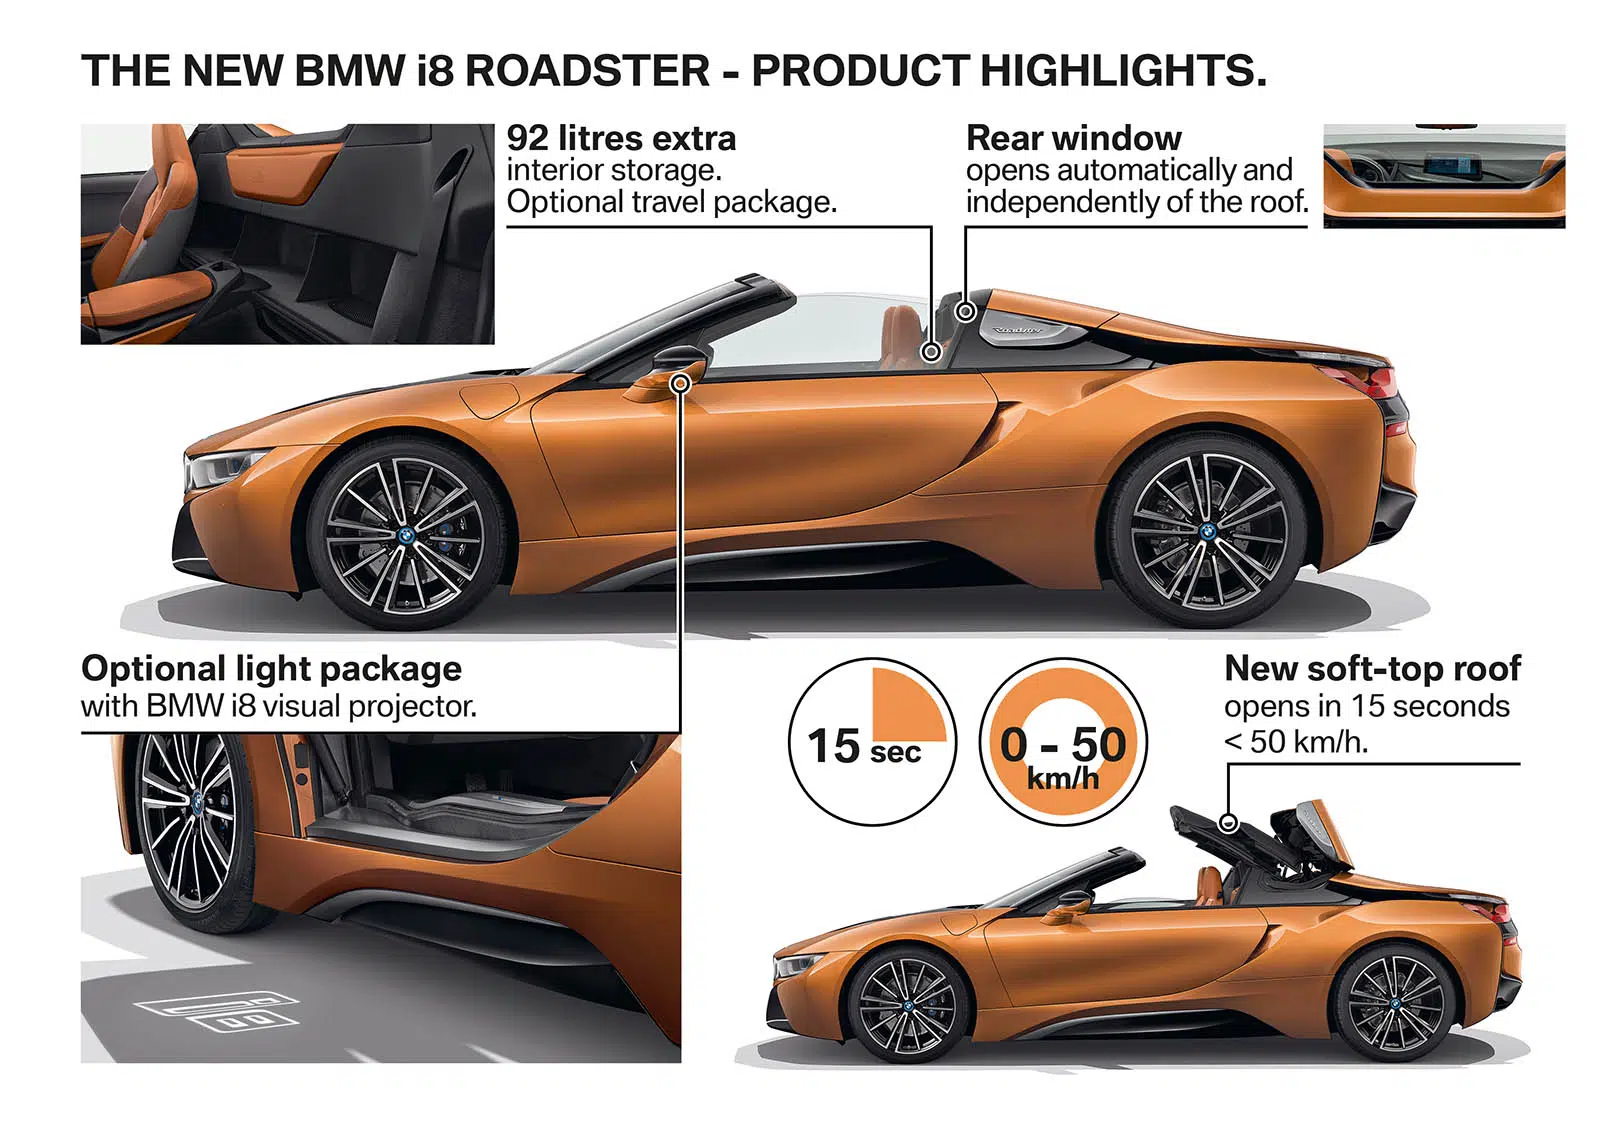 THE NEW BMW i8 ROADSTER - PRODUCT HIGHLIGHTS.
92 litres extra
interior storage.
Optional travel package.
Rear window
opens automatically and
independently of the roof.
Roadster
Optional light package
with BMW i8 visual projector.
15 sec
0 - 50
km/h
New soft-top roof
opens in 15 seconds
< 50 km/h.